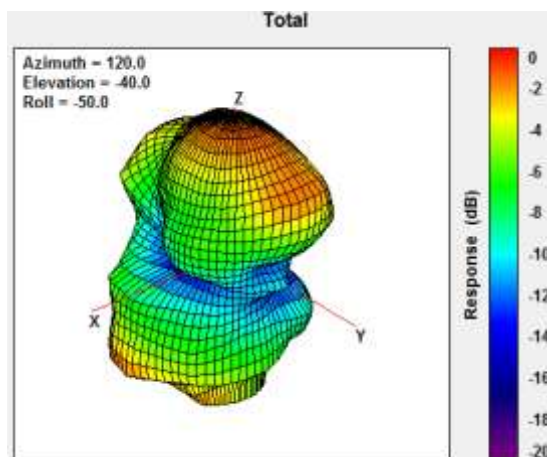 Total
Azimuth = 120.0
Elevation = -40.0
Roll = -50.0
Z
X
Y
Response (dB)
0
-2
-4
-6
-8
-10
-12
-14
-16
-18
-20